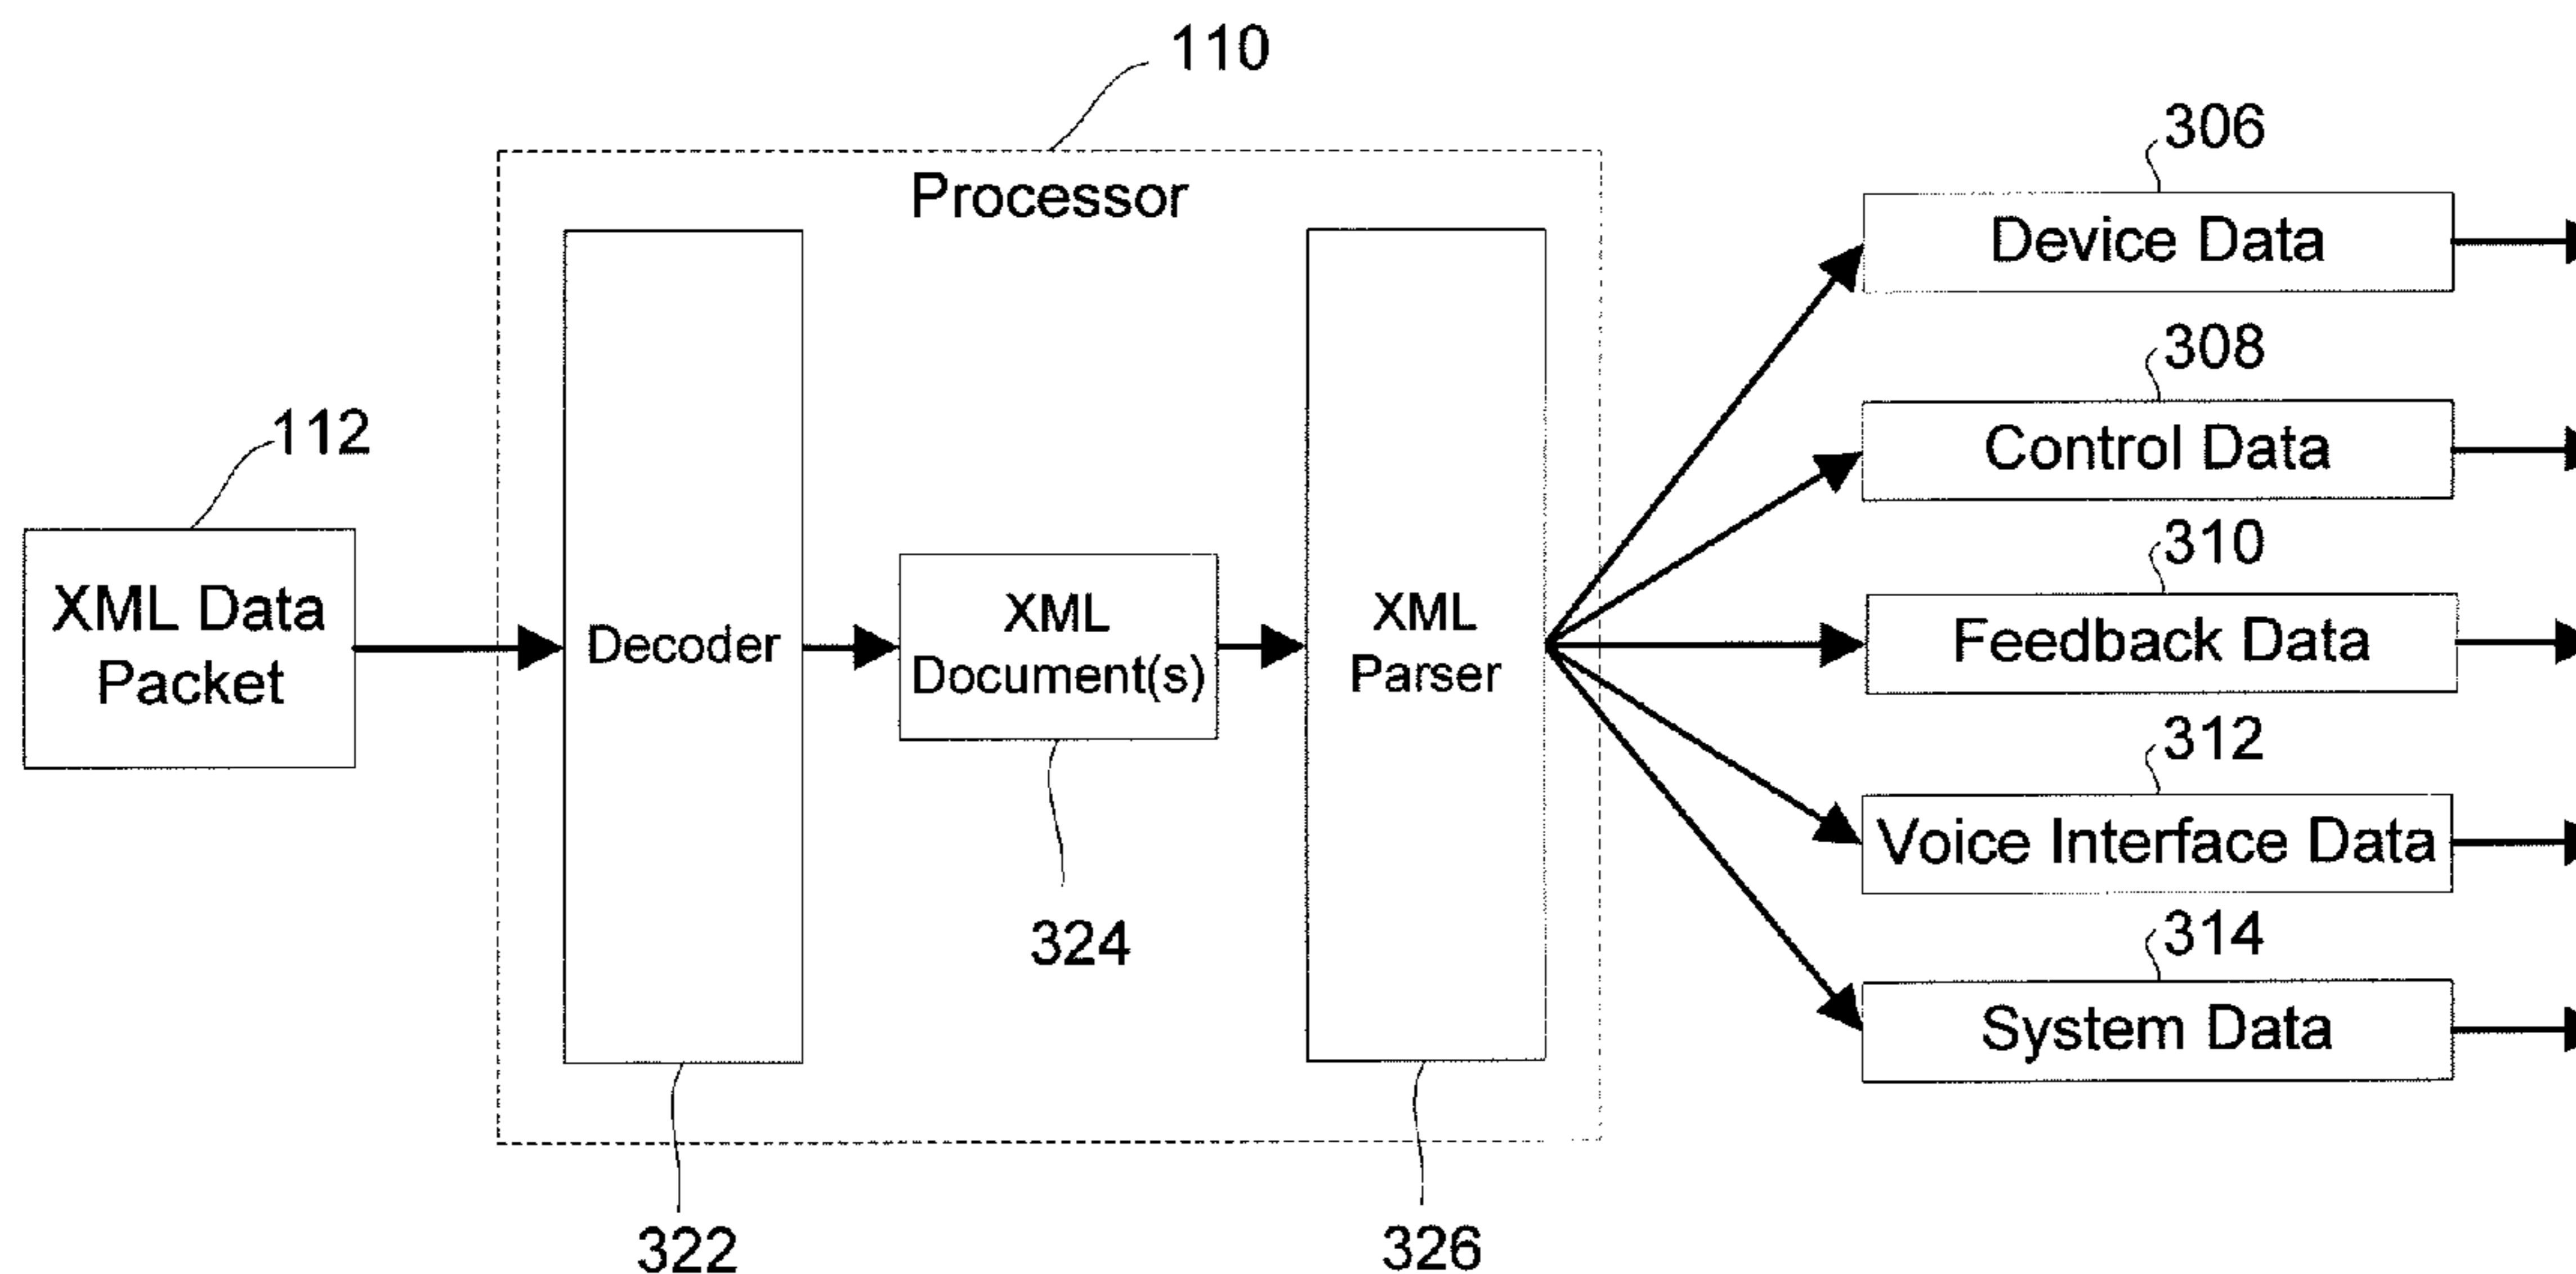 110
Processor
306
Device Data
308
Control Data
112
XML Data
Packet
Decoder
XML
Document(s)
XML
Parser
310
Feedback Data
312
Voice Interface Data
324
314
System Data
322
326